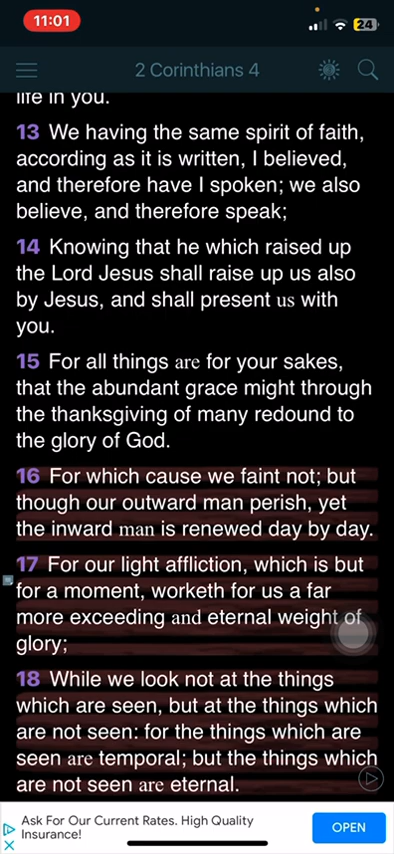 11:01
24
2 Corinthians 4
life in you.
13 We having the same spirit of faith,
according as it is written, I believed,
and therefore have I spoken; we also
believe, and therefore speak;
14 Knowing that he which raised up
the Lord Jesus shall raise up us also
by Jesus, and shall present us with
you.
15 For all things are for your sakes,
that the abundant grace might through
the thanksgiving of many redound to
the glory of God.
16 For which cause we faint not; but
though our outward man perish, yet
the inward man is renewed day by day.
17 For our light affliction, which is but
for a moment, worketh for us a far
more exceeding and eternal weight of
glory;
18 While we look not at the things
which are seen, but at the things which
are not seen: for the things which are
seen are temporal; but the things which
are not seen are eternal.
Ask For Our Current Rates. High Quality
Insurance!
OPEN